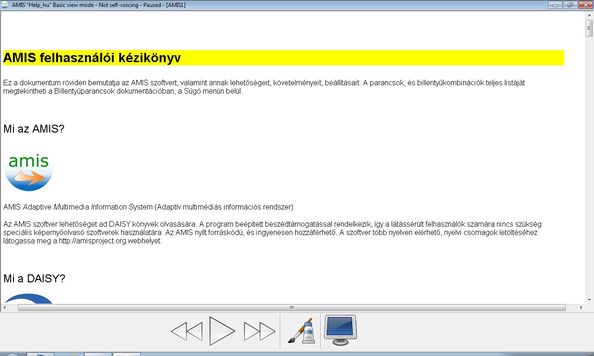 AMIS "Help_hu" Basic view mode - Not self-voicing - Paused - [AMIS1]
AMIS felhasználói kézikönyv
Ez a dokumentum röviden bemutatja az AMIS szoftvert, valamint annak lehetőségeit, követelményeit, beállításait. A parancsok, és billentyűkombinációk teljes listáját
megtekintheti a Billentyűparancsok dokumentációban, a Súgó menün belül.
Mi az AMIS?
amis
AMIS Adaptive Multimedia Information System (Adaptív multimédiás információs rendszer).
Az AMIS szoftver lehetőséget ad DAISY könyvek olvasására. A program beépített beszédtámogatással rendelkezik, így a látássérült felhasználók számára nincs szükség
speciális képernyőolvasó szoftverek használatára. Az AMIS nyílt forráskódú, és ingyenesen hozzáférhető. A szoftver több nyelven elérhető, nyelvi csomagok letöltéséhez
látogassa meg a http://amisproject.org webhelyet.
Mi a DAISY?